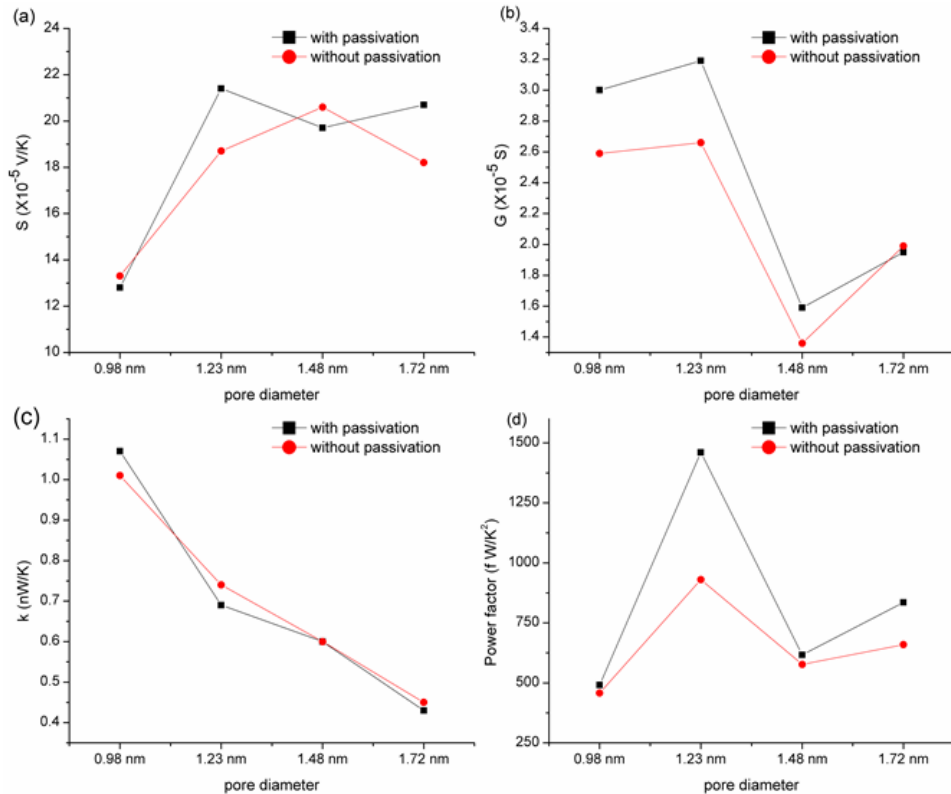 (a)
with passivation
without passivation
24
22
20
18
16
14
12
10
S (X10⁻⁵ V/K)
0.98 nm
1.23 nm
1.48 nm
1.72 nm
pore diameter
(b)
with passivation
without passivation
3.4
3.2
3.0
2.8
2.6
2.4
2.2
2.0
1.8
1.6
1.4
G (X10⁻⁵ S)
0.98 nm
1.23 nm
1.48 nm
1.72 nm
pore diameter
(c)
with passivation
without passivation
1.1
1.0
0.9
0.8
0.7
0.6
0.5
0.4
k (nW/K)
0.98 nm
1.23 nm
1.48 nm
1.72 nm
pore diameter
(d)
with passivation
without passivation
1500
1250
1000
750
500
250
Power factor (f W/K²)
0.98 nm
1.23 nm
1.48 nm
1.72 nm
pore diameter